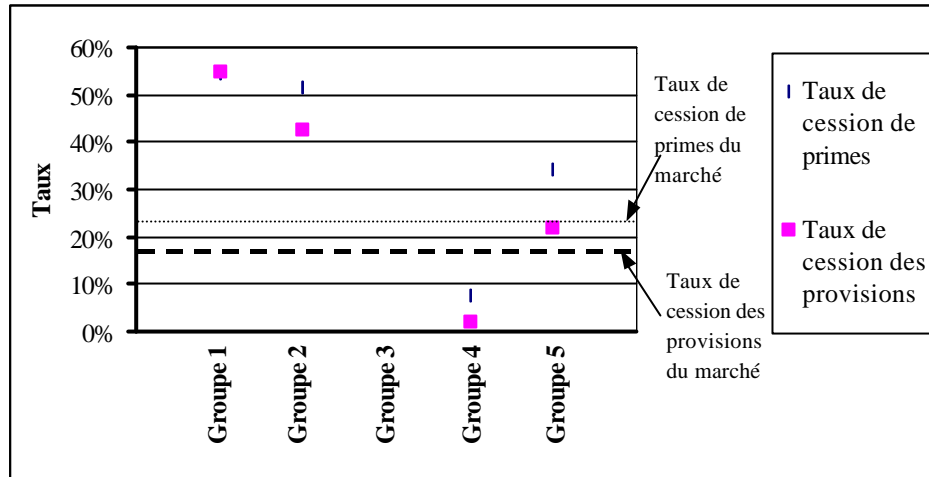 60%
50%
40%
30%
20%
10%
0%
Taux
Groupe 1
Groupe 2
Groupe 3
Groupe 4
Groupe 5
Taux de
cession de
primes du
marché
Taux de
cession des
provisions
du marché
Taux de
cession de
primes
Taux de
cession des
provisions